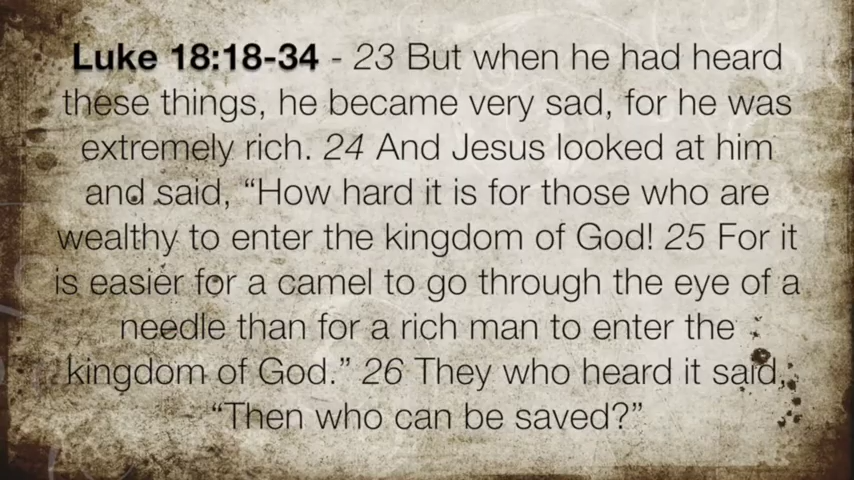 Luke 18:18-34 - 23 But when he had heard
these things, he became very sad, for he was
extremely rich. 24 And Jesus looked at him
and said, “How hard it is for those who are
wealthy to enter the kingdom of God! 25 For it
is easier for a camel to go through the eye of a
needle than for a rich man to enter the
kingdom of God.” 26 They who heard it said,
“Then who can be saved?”